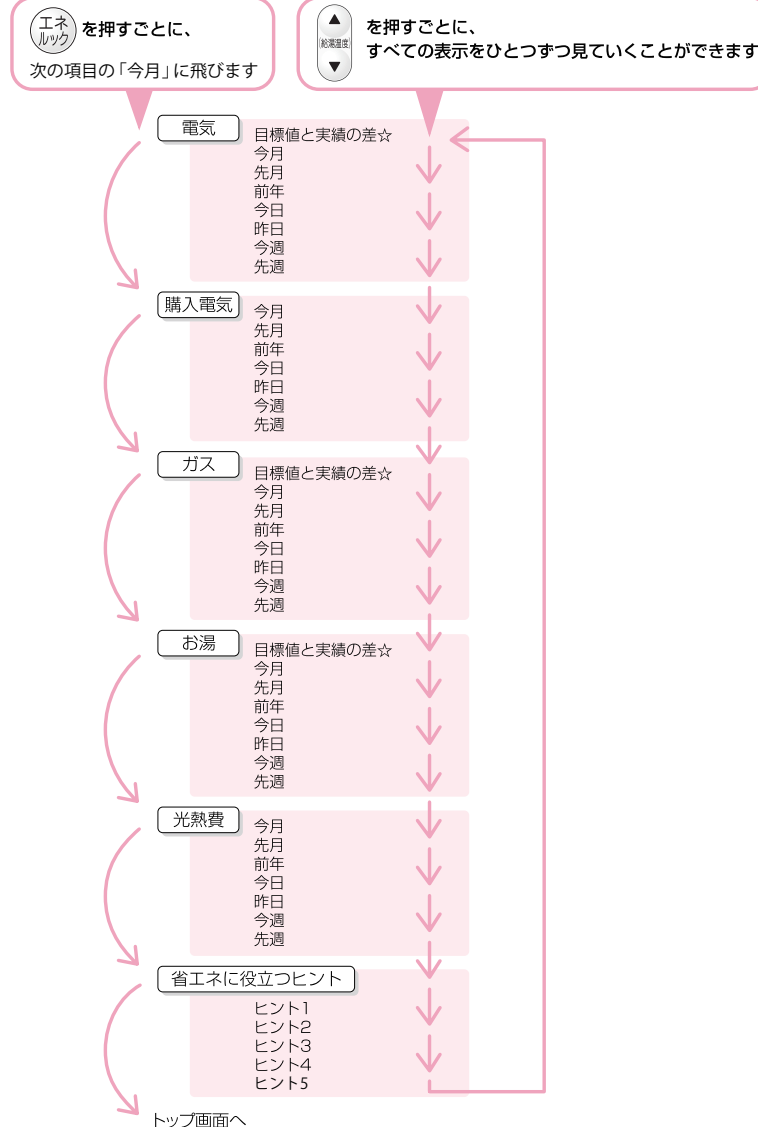 エネ
ルック
を押すごとに、
次の項目の「今月」に飛びます
▲
給湯温度
▼
を押すごとに、
すべての表示をひとつずつ見ていくことができます
電気
目標値と実績の差☆
今月
先月
前年
今日
昨日
今週
先週
購入電気
今月
先月
前年
今日
昨日
今週
先週
ガス
目標値と実績の差☆
今月
先月
前年
今日
昨日
今週
先週
お湯
目標値と実績の差☆
今月
先月
前年
今日
昨日
今週
先週
光熱費
今月
先月
前年
今日
昨日
今週
先週
省エネに役立つヒント
ヒント1
ヒント2
ヒント3
ヒント4
ヒント5
トップ画面へ